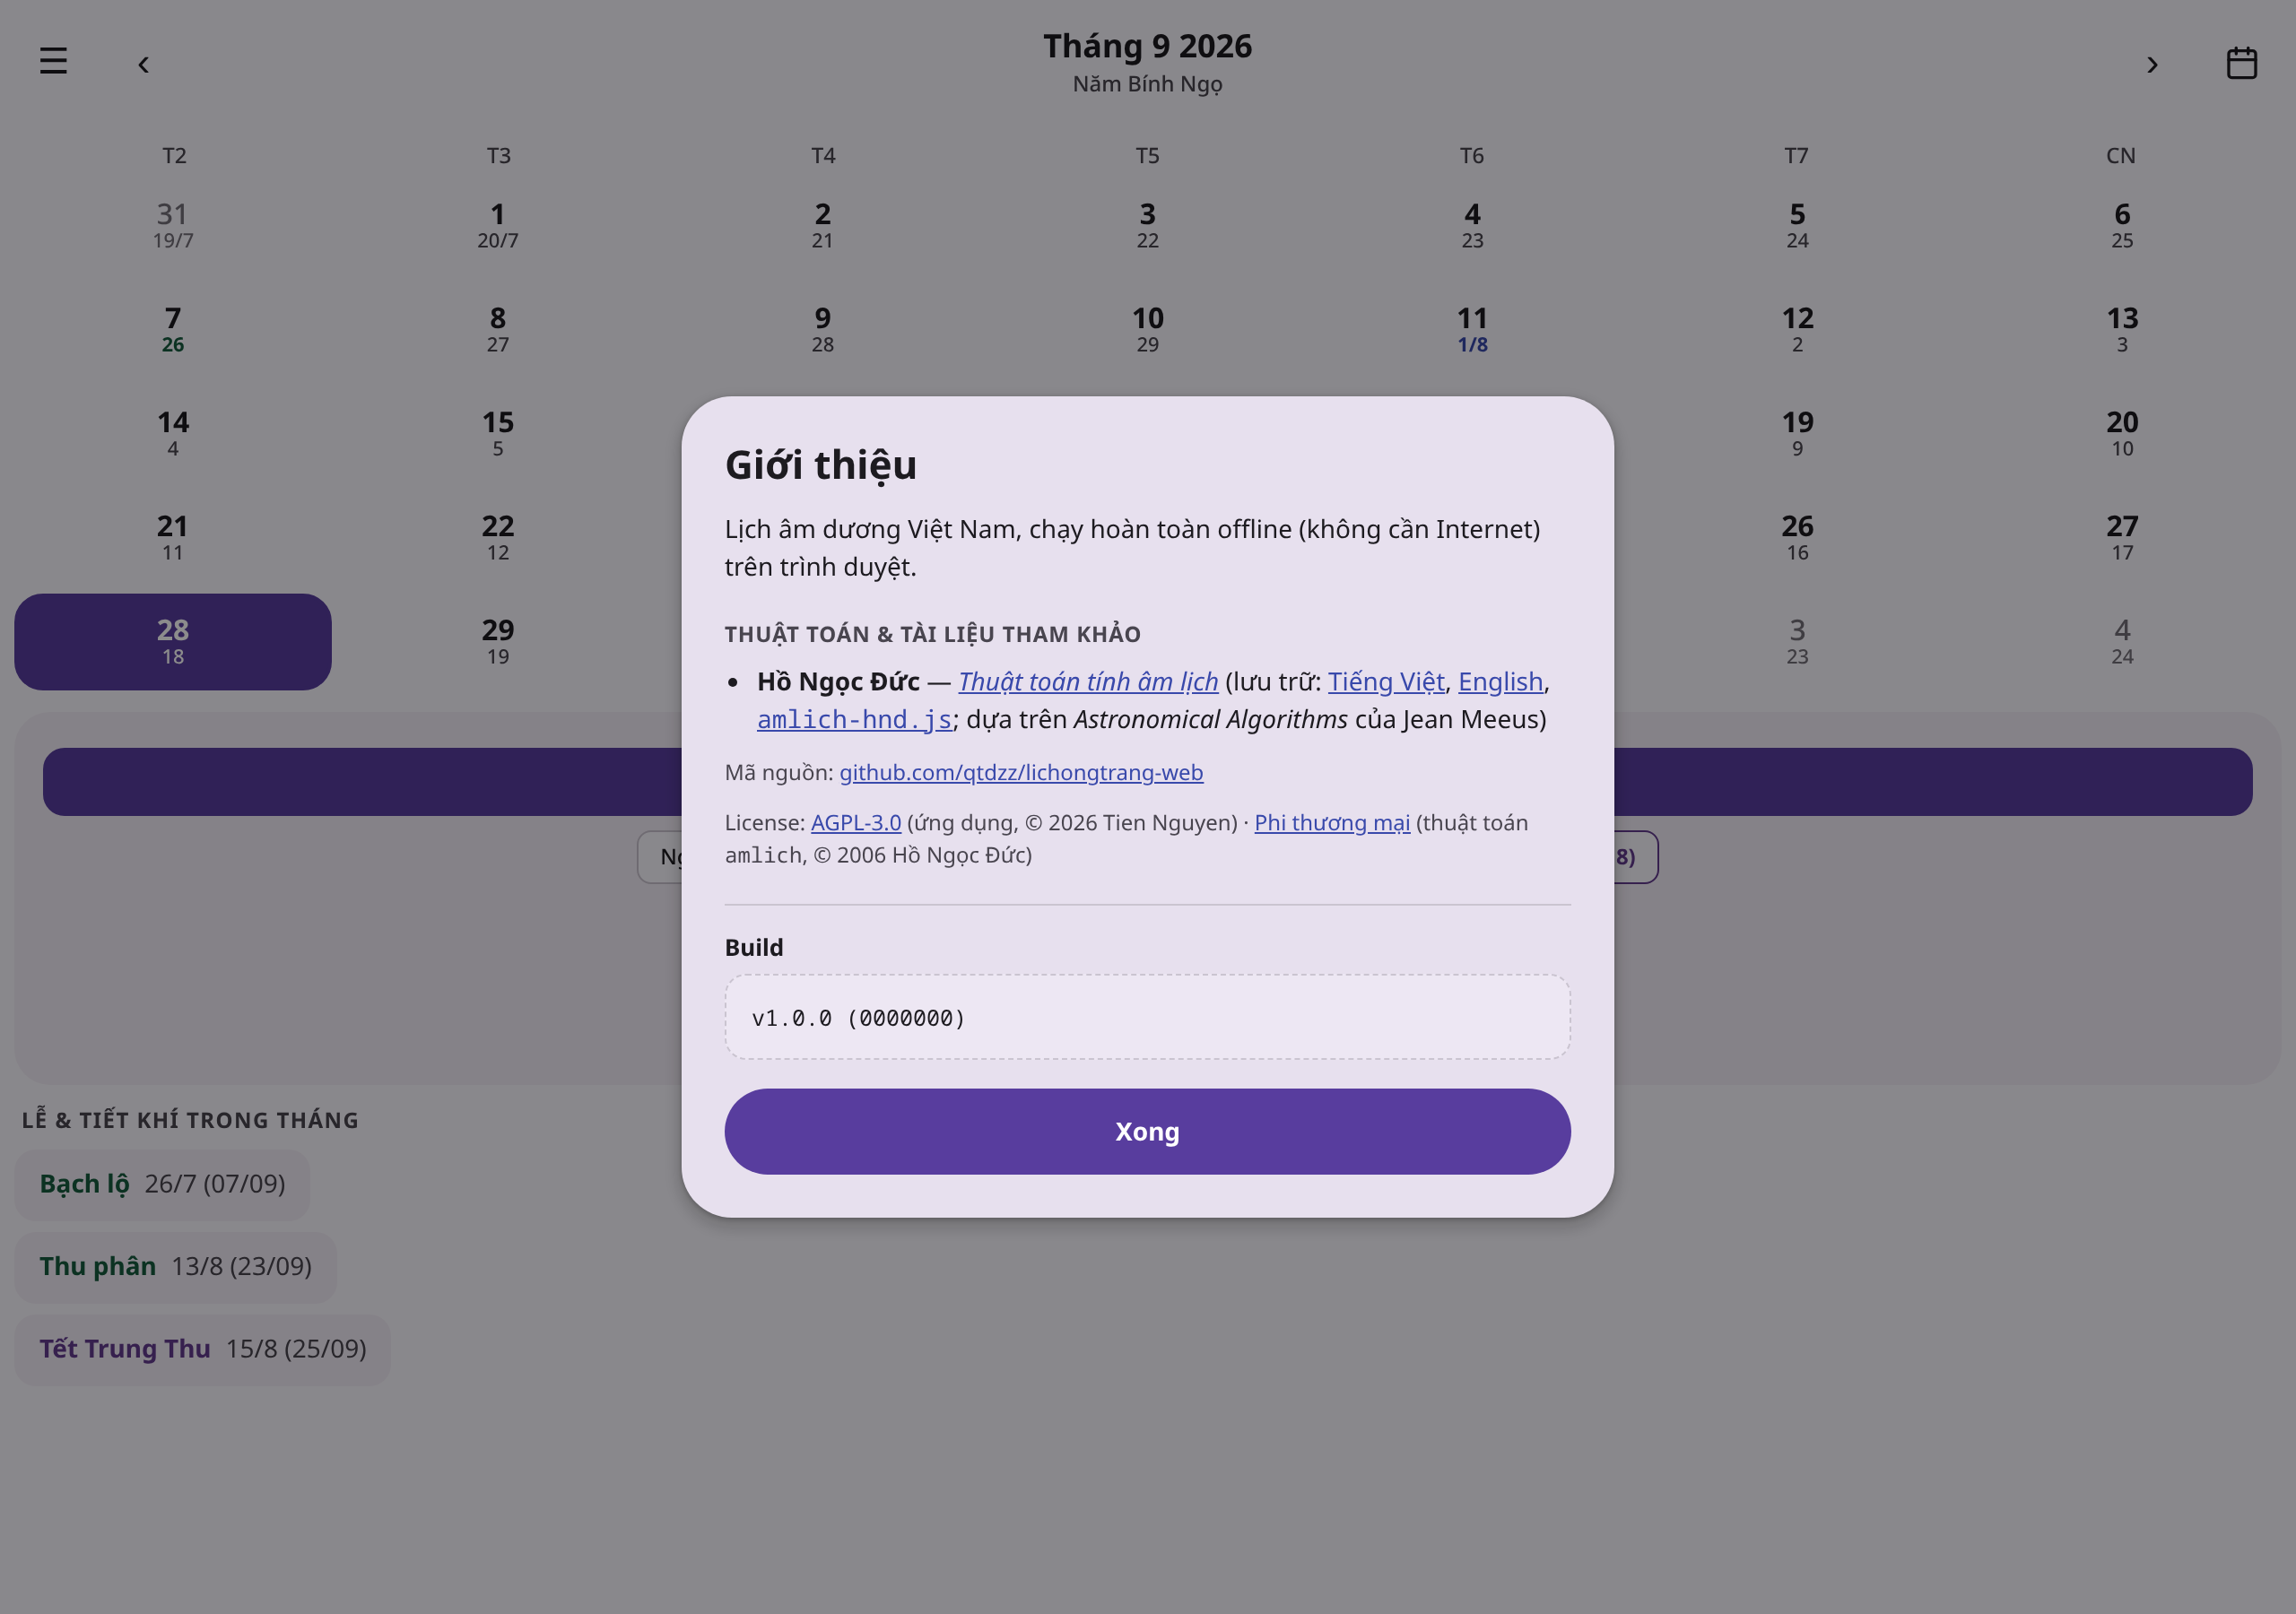 ☰ ‹ Tháng 9 2026 ›
Năm Bính Ngọ
T2 T3 T4 T5 T6 T7 CN
31 1 2 3 4 5 6
19/7 20/7 21 22 23 24 25
7 8 9 10 11 12 13
26 27 28 29 1/8 2 3
14 15 19 20
4 5 9 10
21 22 26 27
11 12 16 17
28 29 3 4
18 19 23 24
8)
Giới thiệu
Lịch âm dương Việt Nam, chạy hoàn toàn offline (không cần Internet)
trên trình duyệt.
THUẬT TOÁN & TÀI LIỆU THAM KHẢO
• Hồ Ngọc Đức — Thuật toán tính âm lịch (lưu trữ: Tiếng Việt, English,
amlich-hnd.js; dựa trên Astronomical Algorithms của Jean Meeus)
Mã nguồn: github.com/qtdzz/lichongtrang-web
License: AGPL-3.0 (ứng dụng, © 2026 Tien Nguyen) · Phi thương mại (thuật toán
amlich, © 2006 Hồ Ngọc Đức)
Build
v1.0.0 (0000000)
Xong
LỄ & TIẾT KHÍ TRONG THÁNG
Bạch lộ 26/7 (07/09)
Thu phân 13/8 (23/09)
Tết Trung Thu 15/8 (25/09)